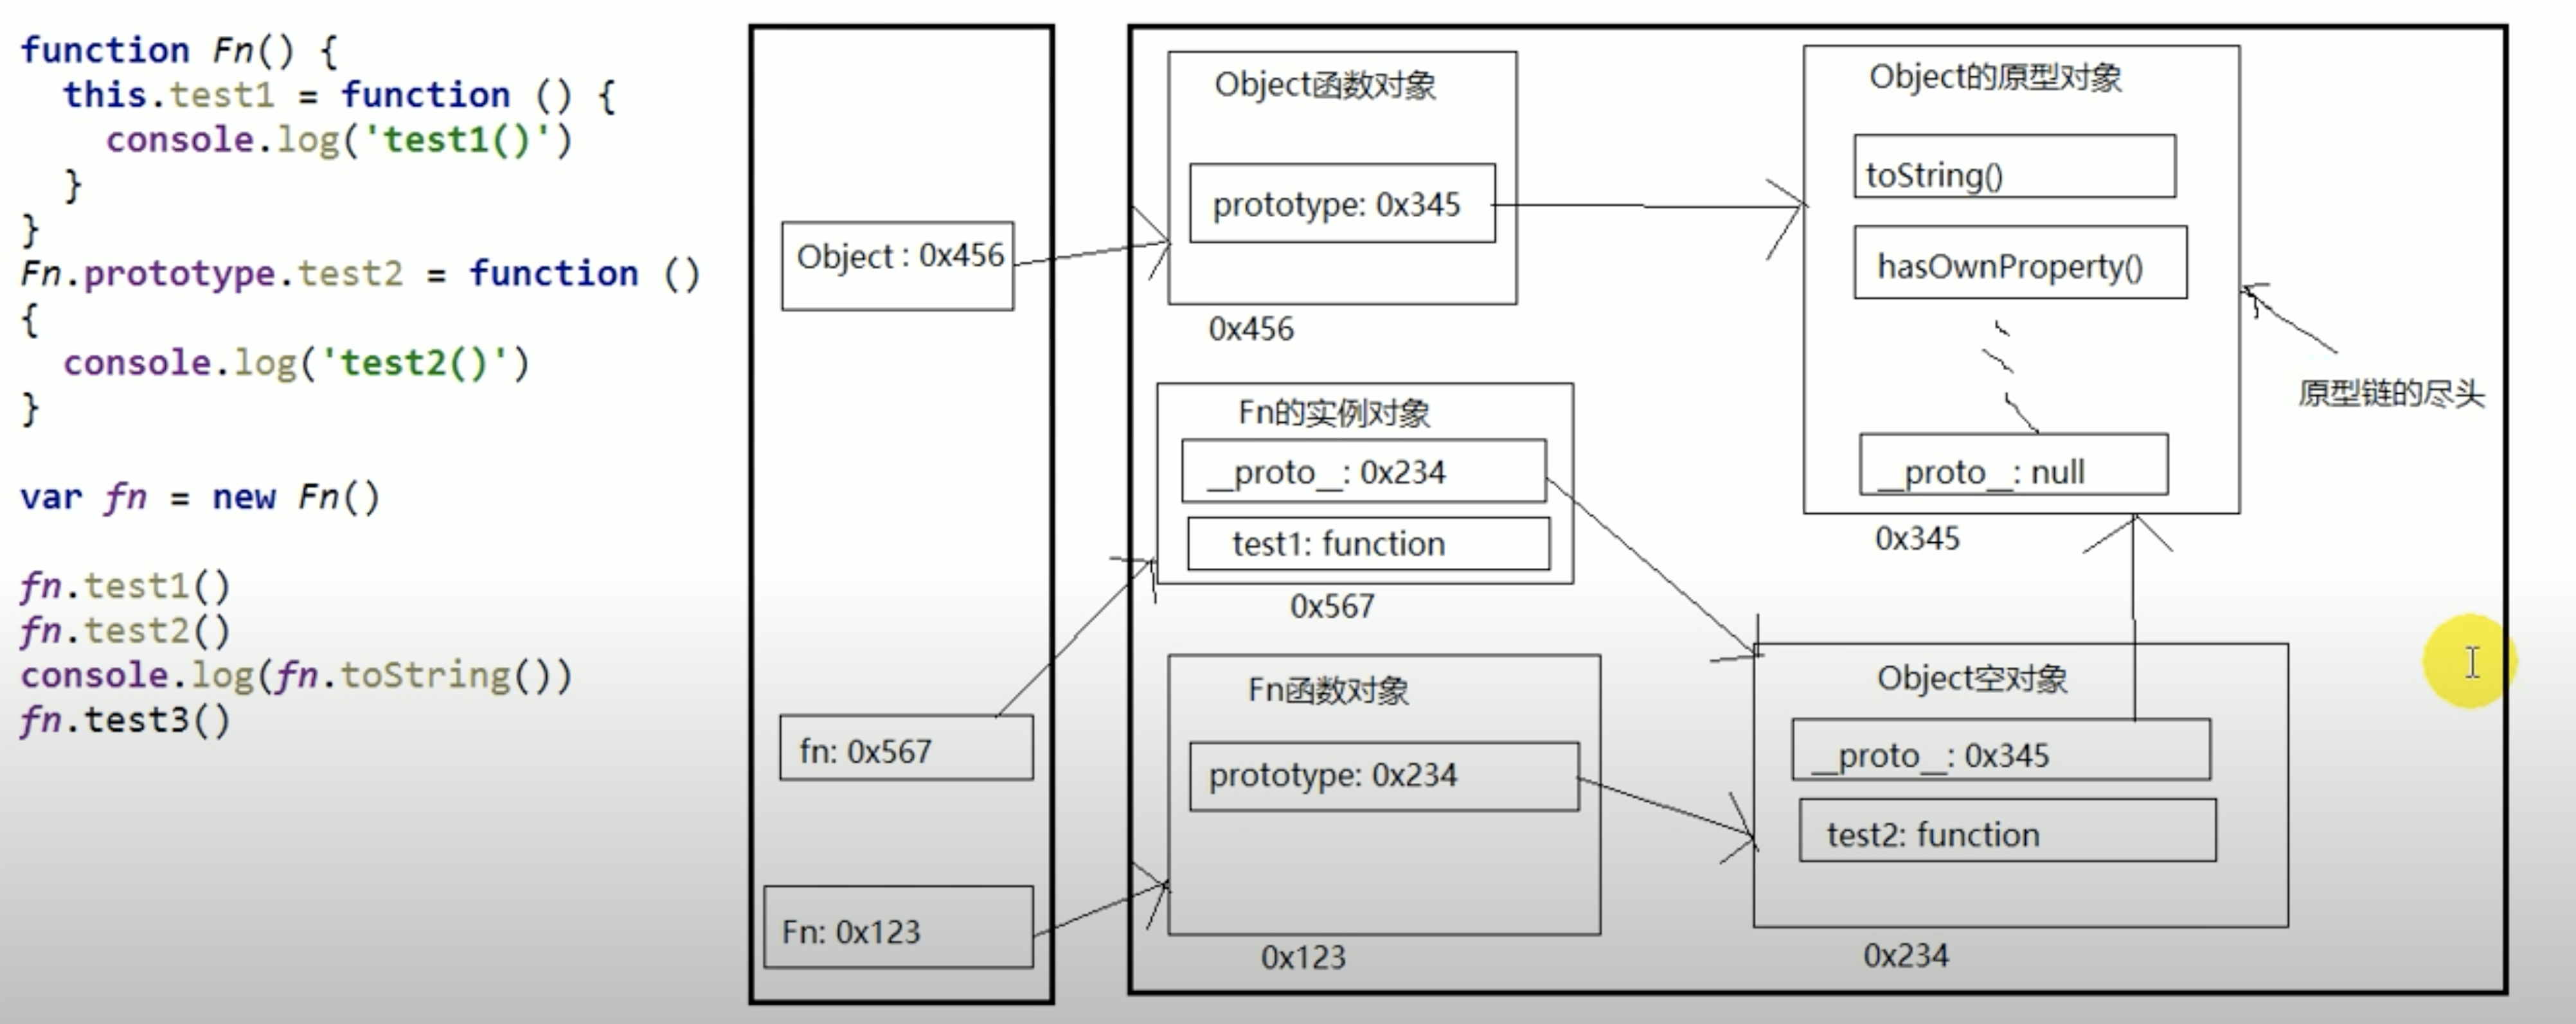 function Fn() {
this.test1 = function () {
console.log('test1()')
}
}
Fn.prototype.test2 = function ()
{
console.log('test2()')
}
var fn = new Fn()
fn.test1()
fn.test2()
console.log(fn.toString())
fn.test3()
Object : 0x456
fn: 0x567
Fn: 0x123
Object函数对象
prototype: 0x345
0x456
Fn的实例对象
__proto__: 0x234
test1: function
0x567
Fn函数对象
prototype: 0x234
0x123
Object的原型对象
toString()
hasOwnProperty()
__proto__: null
0x345
原型链的尽头
Object空对象
__proto__: 0x345
test2: function
0x234